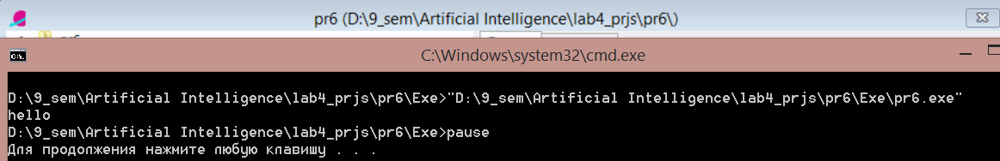 pr6 (D:\9_sem\Artificial Intelligence\lab4_prjs\pr6\)
C:\Windows\system32\cmd.exe
D:\9_sem\Artificial Intelligence\lab4_prjs\pr6\Exe>"D:\9_sem\Artificial Intelligence\lab4_prjs\pr6\Exe\pr6.exe"
hello
D:\9_sem\Artificial Intelligence\lab4_prjs\pr6\Exe>pause
Для продолжения нажмите любую клавишу . . .